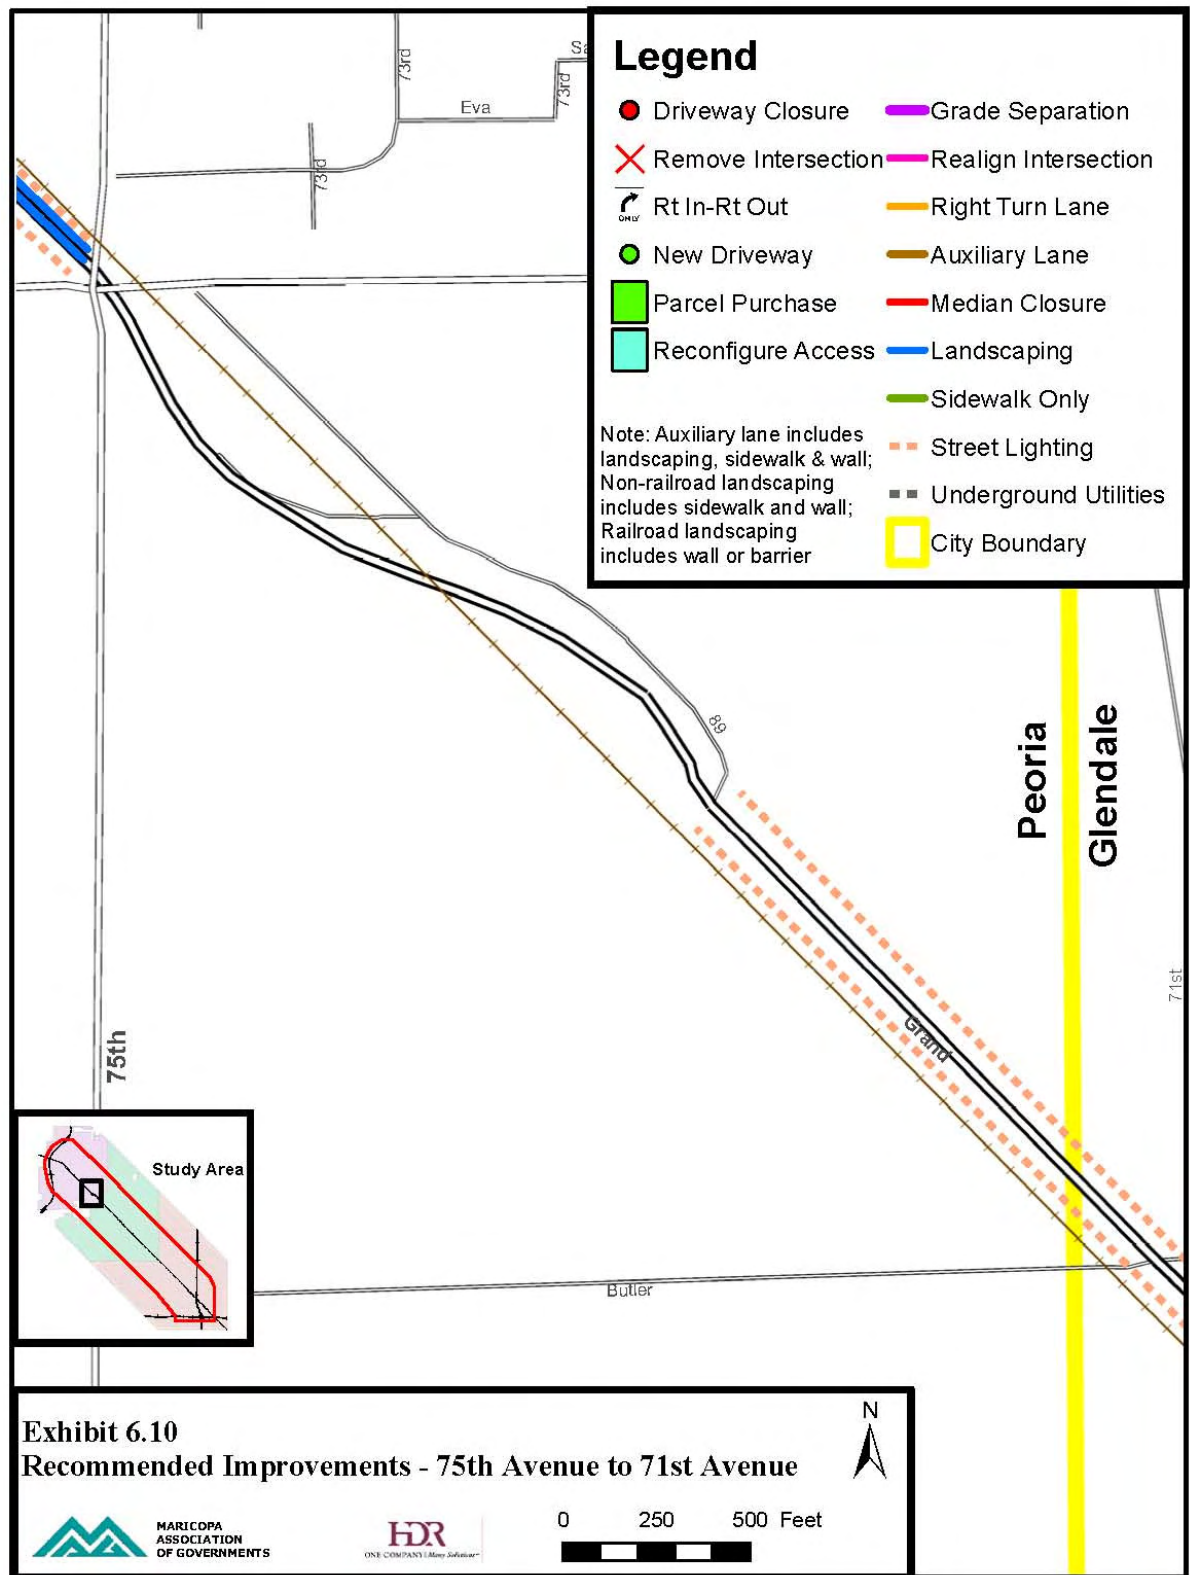 73rd
Sa
73rd
Eva
73rd
Legend
Driveway Closure
Remove Intersection
ONLY
Rt In-Rt Out
New Driveway
Parcel Purchase
Reconfigure Access
Grade Separation
Realign Intersection
Right Turn Lane
Auxiliary Lane
Median Closure
Landscaping
Sidewalk Only
Street Lighting
Underground Utilities
City Boundary
Note: Auxiliary lane includes
landscaping, sidewalk & wall;
Non-railroad landscaping
includes sidewalk and wall;
Railroad landscaping
includes wall or barrier
89
Peoria
Glendale
71st
Grand
75th
Study Area
Butler
Exhibit 6.10
Recommended Improvements - 75th Avenue to 71st Avenue
N
MARICOPA
ASSOCIATION
OF GOVERNMENTS
HDR
ONE COMPANY | Many Solutions
0 250 500 Feet